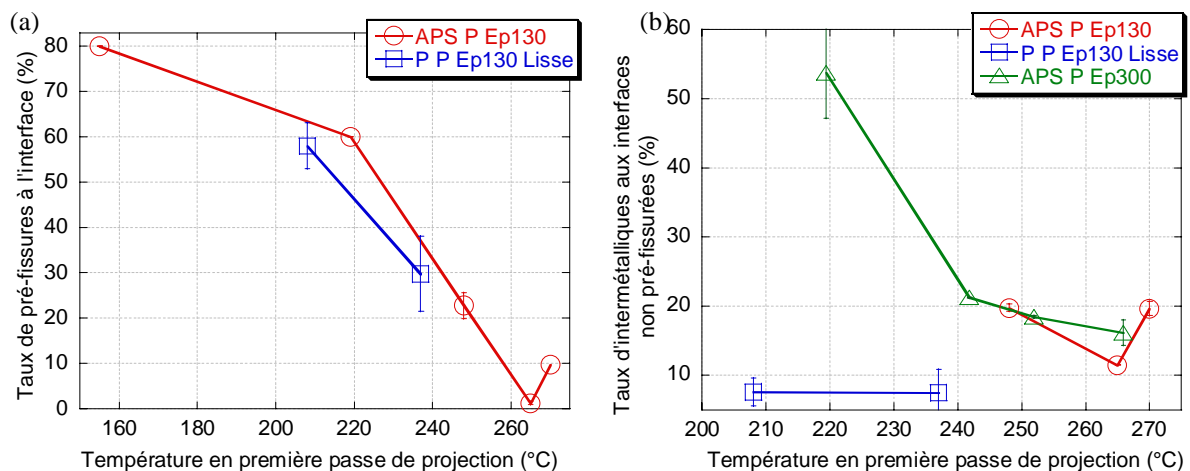 (a)
APS P Ep130
P P Ep130 Lisse
Taux de pré-fissures à l'interface (%)
80
70
60
50
40
30
20
10
0
160 180 200 220 240 260
Température en première passe de projection (°C)
(b)
APS P Ep130
P P Ep130 Lisse
APS P Ep300
Taux d'intermétalliques aux interfaces
non pré-fissurées (%)
60
50
40
30
20
10
200 210 220 230 240 250 260 270
Température en première passe de projection (°C)